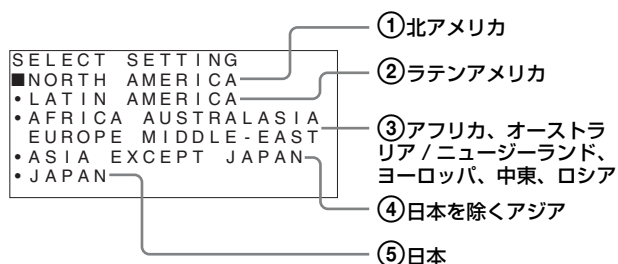 SELECT SETTING
■NORTH AMERICA
•LATIN AMERICA
•AFRICA AUSTRALASIA
EUROPE MIDDLE-EAST
•ASIA EXCEPT JAPAN
•JAPAN
①北アメリカ
②ラテンアメリカ
③アフリカ、オーストラ
リア / ニュージーランド、
ヨーロッパ、中東、ロシア
④日本を除くアジア
⑤日本